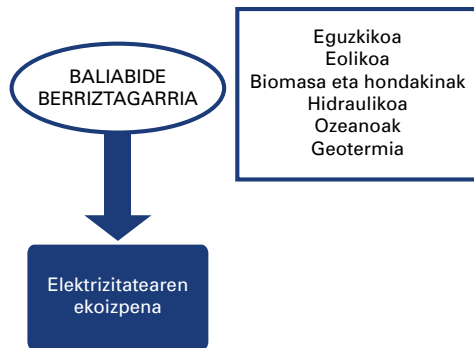 BALIABIDE
BERRIZTAGARRIA
Eguzkikoa
Eolikoa
Biomasa eta hondakinak
Hidraulikoa
Ozeanoak
Geotermia
Elektrizitatearen
ekoizpena